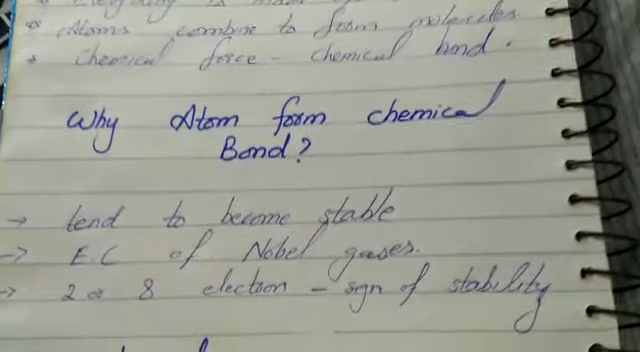 Atoms combine to form molecules
→ Chemical force - chemical bond.
Why Atom form chemical
Bond?
→ tend to become stable
→ EC of Nobel gases.
→ 2 or 8 electron - sign of stability